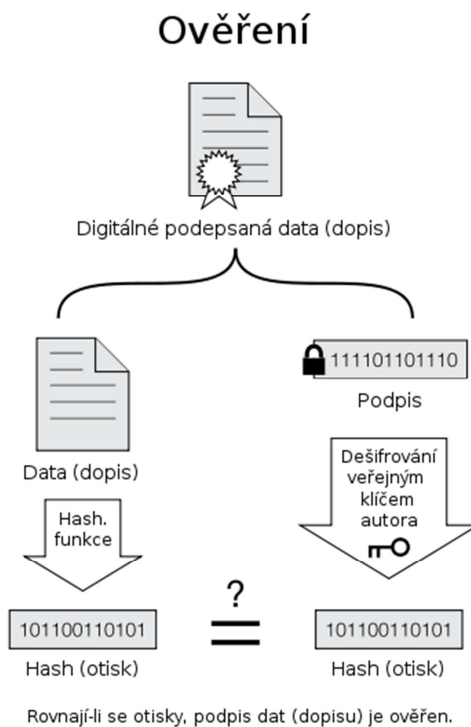 Ověření
Digitálné podepsaná data (dopis)
111101101110
Podpis
Data (dopis)
Dešifrování
veřejným
klíčem
autora
Hash.
funkce
?
=
101100110101
101100110101
Hash (otisk)
Hash (otisk)
Rovnají-li se otisky, podpis dat (dopisu) je ověřen.